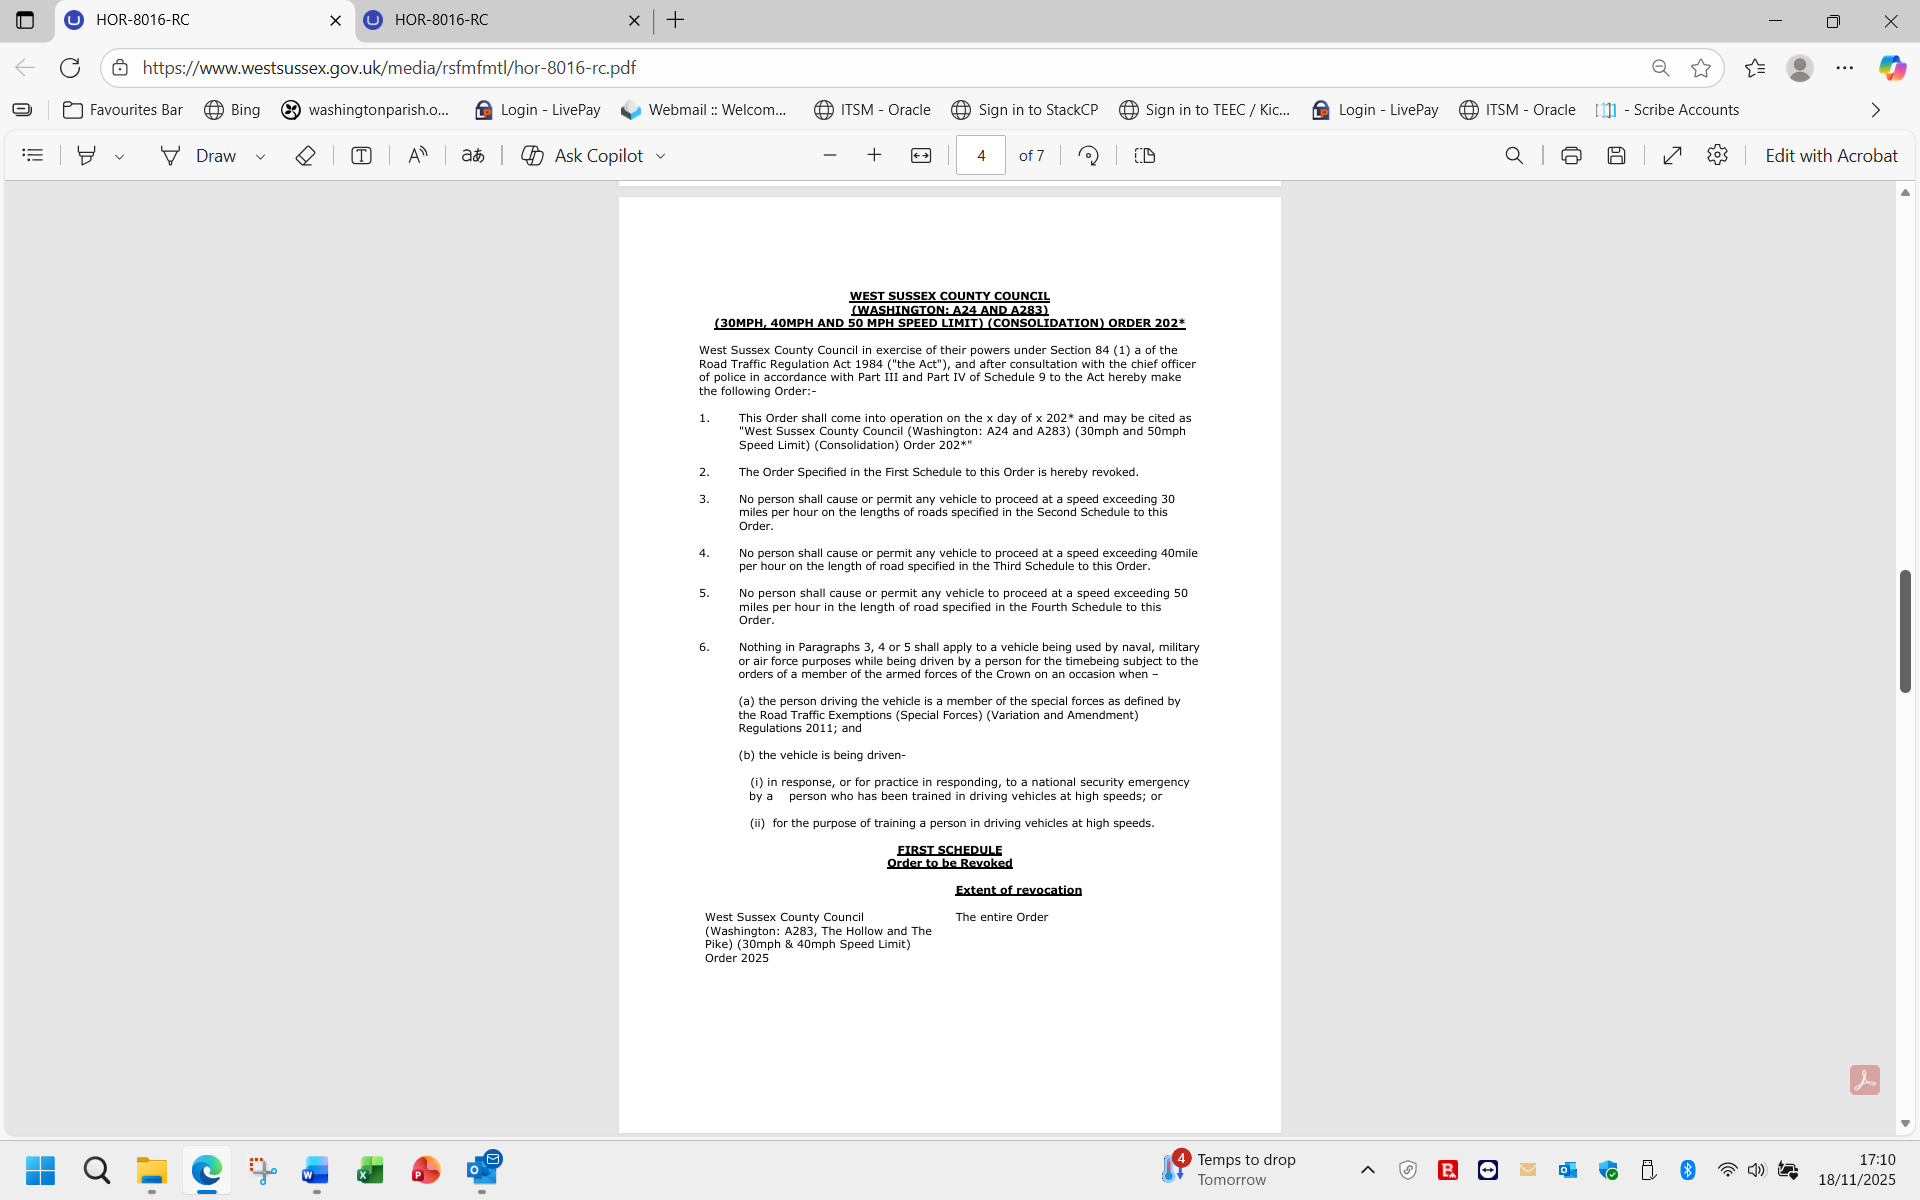 HOR-8016-RC
HOR-8016-RC
https://www.westsussex.gov.uk/media/rsfmfmtl/hor-8016-rc.pdf
Favourites Bar
Bing
washingtonparish.o...
Login - LivePay
Webmail :: Welcom...
ITSM - Oracle
Sign in to StackCP
Sign in to TEEC / Kic...
Login - LivePay
ITSM - Oracle
- Scribe Accounts
Draw
Ask Copilot
4 of 7
Edit with Acrobat
WEST SUSSEX COUNTY COUNCIL
(WASHINGTON: A24 AND A283)
(30MPH, 40MPH AND 50 MPH SPEED LIMIT) (CONSOLIDATION) ORDER 202*
West Sussex County Council in exercise of their powers under Section 84 (1) a of the
Road Traffic Regulation Act 1984 ("the Act"), and after consultation with the chief officer
of police in accordance with Part III and Part IV of Schedule 9 to the Act hereby make
the following Order:-
1. This Order shall come into operation on the x day of x 202* and may be cited as
"West Sussex County Council (Washington: A24 and A283) (30mph and 50mph
Speed Limit) (Consolidation) Order 202*"
2. The Order Specified in the First Schedule to this Order is hereby revoked.
3. No person shall cause or permit any vehicle to proceed at a speed exceeding 30
miles per hour on the lengths of roads specified in the Second Schedule to this
Order.
4. No person shall cause or permit any vehicle to proceed at a speed exceeding 40mile
per hour on the length of road specified in the Third Schedule to this Order.
5. No person shall cause or permit any vehicle to proceed at a speed exceeding 50
miles per hour in the length of road specified in the Fourth Schedule to this
Order.
6. Nothing in Paragraphs 3, 4 or 5 shall apply to a vehicle being used by naval, military
or air force purposes while being driven by a person for the timebeing subject to the
orders of a member of the armed forces of the Crown on an occasion when –
(a) the person driving the vehicle is a member of the special forces as defined by
the Road Traffic Exemptions (Special Forces) (Variation and Amendment)
Regulations 2011; and
(b) the vehicle is being driven-
(i) in response, or for practice in responding, to a national security emergency
by a person who has been trained in driving vehicles at high speeds; or
(ii) for the purpose of training a person in driving vehicles at high speeds.
FIRST SCHEDULE
Order to be Revoked
Extent of revocation
West Sussex County Council
(Washington: A283, The Hollow and The
Pike) (30mph & 40mph Speed Limit)
Order 2025
The entire Order
4
Temps to drop
Tomorrow
17:10
18/11/2025